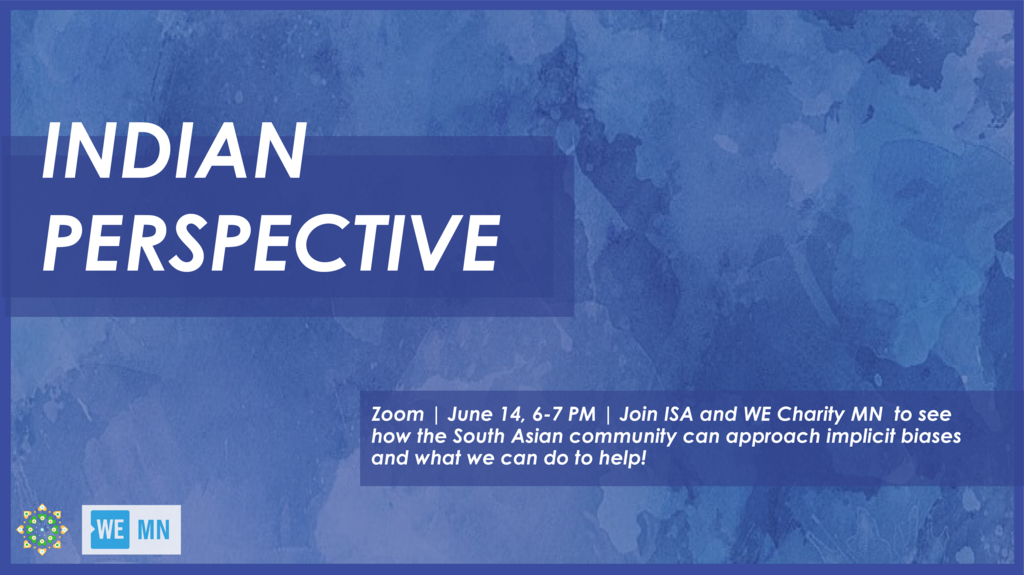 INDIAN
PERSPECTIVE
Zoom | June 14, 6-7 PM | Join ISA and WE Charity MN  to see
how the South Asian community can approach implicit biases
and what we can do to help!
WE MN